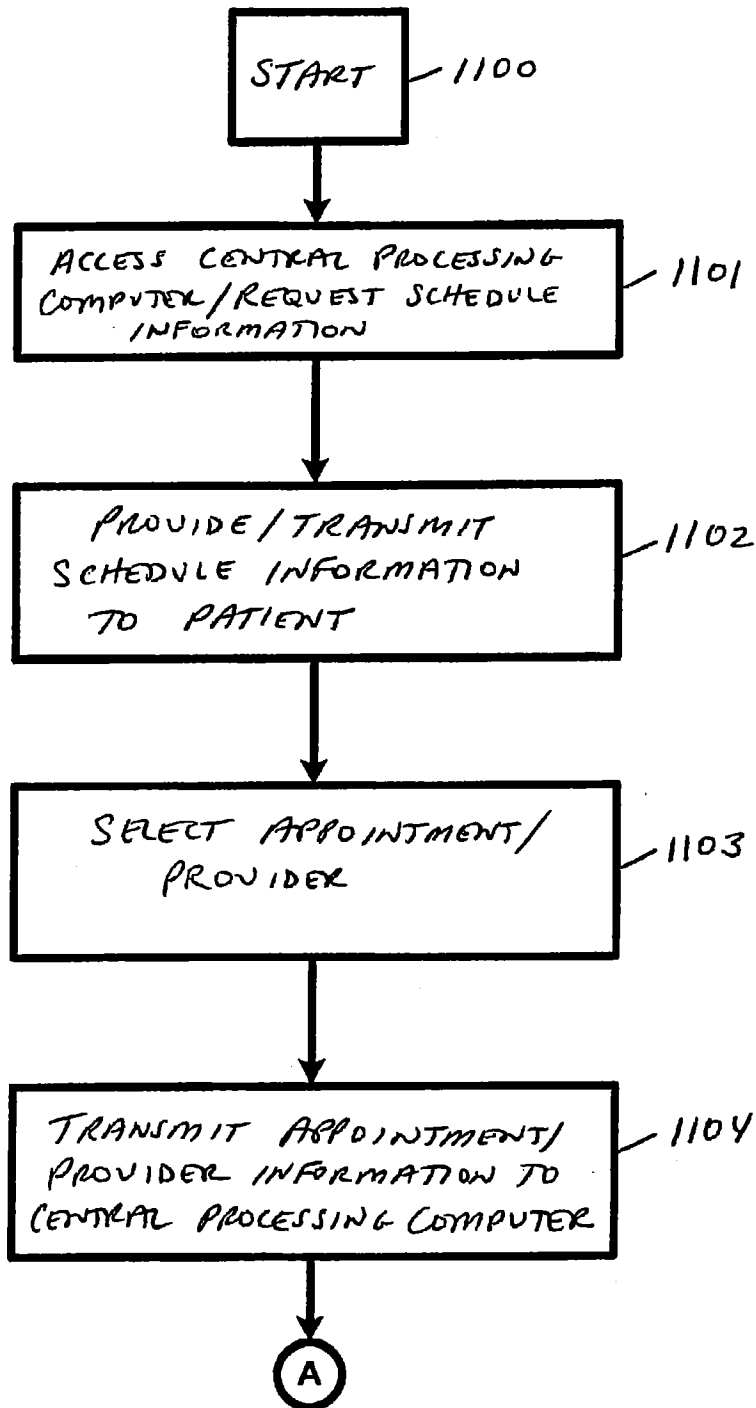 START 1100
ACCESS CENTRAL PROCESSING
COMPUTER/REQUEST SCHEDULE
INFORMATION
1101
PROVIDE/TRANSMIT
SCHEDULE INFORMATION
TO PATIENT
1102
SELECT APPOINTMENT/
PROVIDER
1103
TRANSMIT APPOINTMENT/
PROVIDER INFORMATION TO
CENTRAL PROCESSING COMPUTER
1104
A